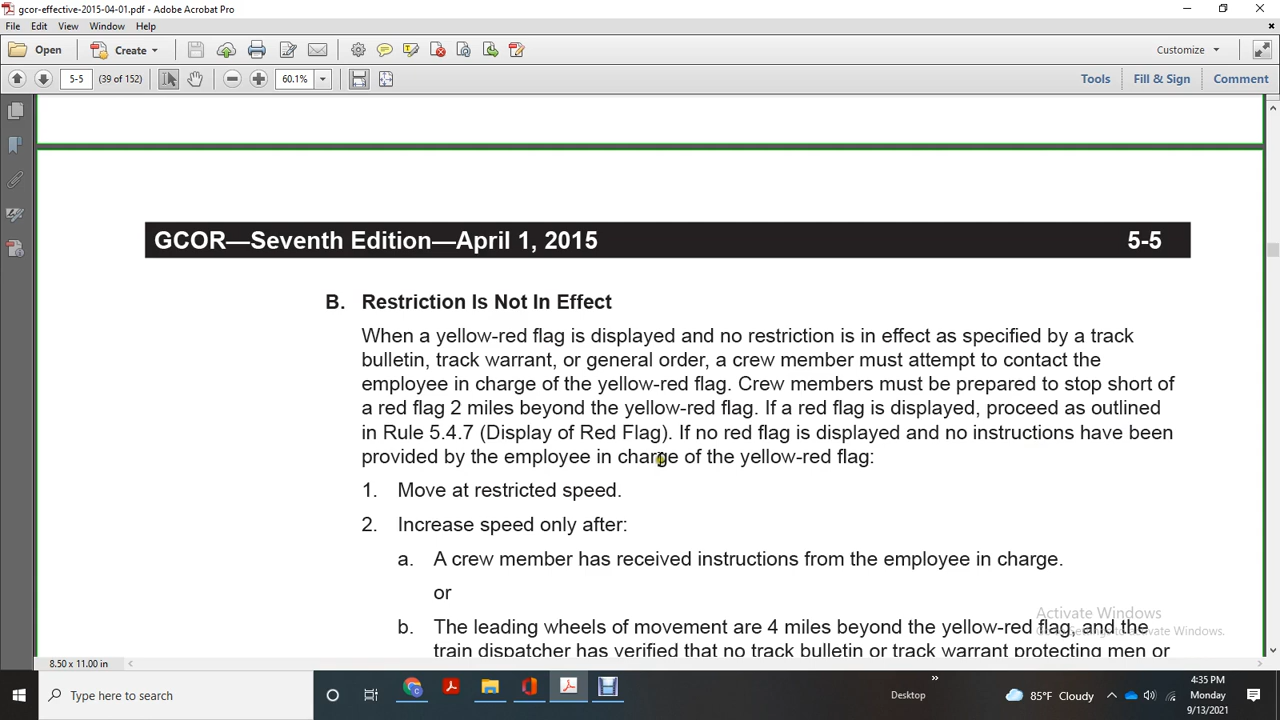 gcor-effective-2015-04-01.pdf - Adobe Acrobat Pro
File Edit View Window Help
Open Create Customize
5-5 (39 of 152) 60.1% Tools Fill & Sign Comment
GCOR—Seventh Edition—April 1, 2015 5-5
B. Restriction Is Not In Effect
When a yellow-red flag is displayed and no restriction is in effect as specified by a track
bulletin, track warrant, or general order, a crew member must attempt to contact the
employee in charge of the yellow-red flag. Crew members must be prepared to stop short of
a red flag 2 miles beyond the yellow-red flag. If a red flag is displayed, proceed as outlined
in Rule 5.4.7 (Display of Red Flag). If no red flag is displayed and no instructions have been
provided by the employee in charge of the yellow-red flag:
1. Move at restricted speed.
2. Increase speed only after:
a. A crew member has received instructions from the employee in charge.
or
b. The leading wheels of movement are 4 miles beyond the yellow-red flag, and the
train dispatcher has verified that no track bulletin or track warrant protecting men or
Activate Windows
Go to Settings to activate Windows.
8.50 x 11.00 in
Type here to search
Desktop
85°F Cloudy
4:35 PM
Monday
9/13/2021